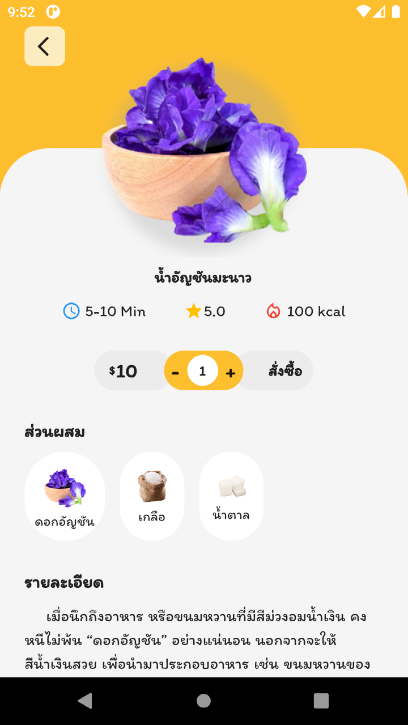 9:52
น้ำอัญชันมะนาว
5-10 Min 5.0 100 kcal
$10 - 1 + สั่งซื้อ
ส่วนผสม
ดอกอัญชัน เกลือ น้ำตาล
รายละเอียด
เมื่อนึกถึงอาหาร หรือขนมหวานที่มีสีม่วงอมน้ำเงิน คง
หนีไม่พ้น “ดอกอัญชัน” อย่างแน่นอน นอกจากจะให้
สีน้ำเงินสวย เพื่อนำมาประกอบอาหาร เช่น ขนมหวานของ